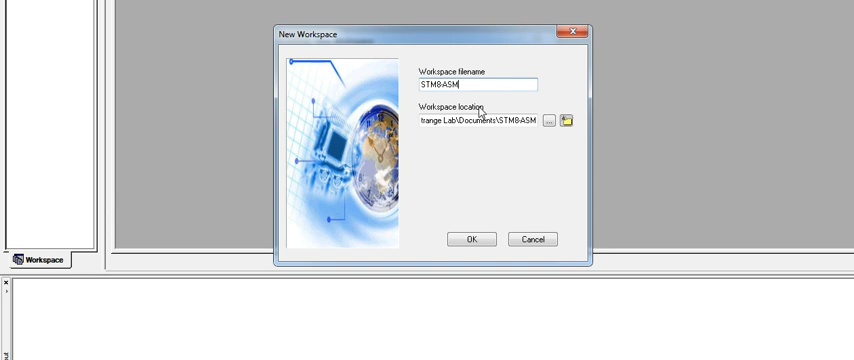 New Workspace
Workspace filename
STM8ASM
Workspace location
trange Lab\Documents\STM8ASM
...
OK
Cancel
Workspace